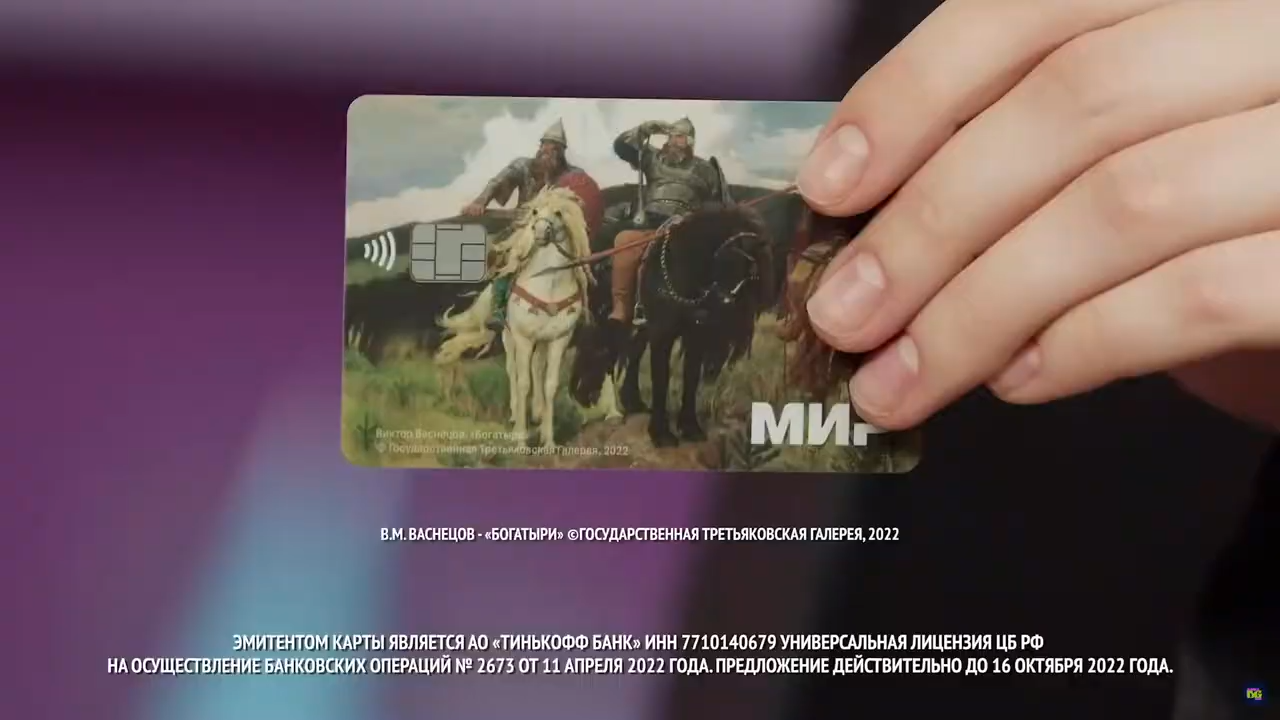 МИР
Виктор Васнецов. «Богатыри»
© Государственная Третьяковская Галерея, 2022
В.М. ВАСНЕЦОВ - «БОГАТЫРИ» ©ГОСУДАРСТВЕННАЯ ТРЕТЬЯКОВСКАЯ ГАЛЕРЕЯ, 2022
ЭМИТЕНТОМ КАРТЫ ЯВЛЯЕТСЯ АО «ТИНЬКОФФ БАНК» ИНН 7710140679 УНИВЕРСАЛЬНАЯ ЛИЦЕНЗИЯ ЦБ РФ
НА ОСУЩЕСТВЛЕНИЕ БАНКОВСКИХ ОПЕРАЦИЙ № 2673 ОТ 11 АПРЕЛЯ 2022 ГОДА. ПРЕДЛОЖЕНИЕ ДЕЙСТВИТЕЛЬНО ДО 16 ОКТЯБРЯ 2022 ГОДА.